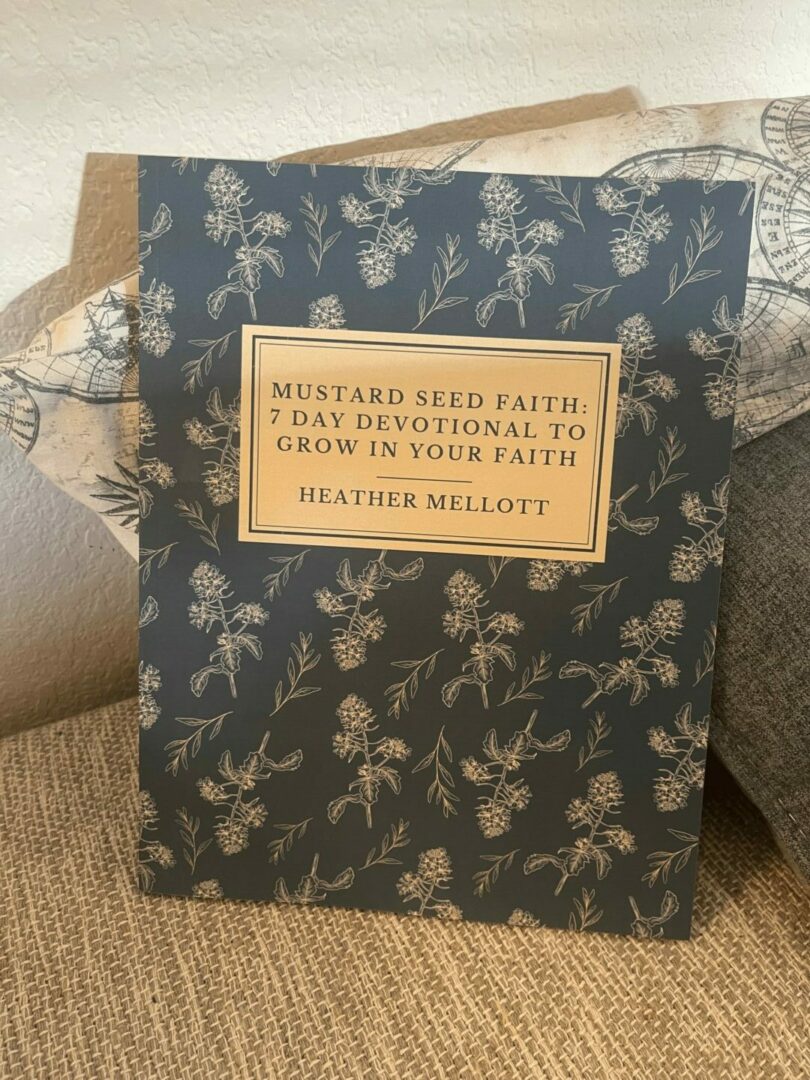 MUSTARD SEED FAITH:
7 DAY DEVOTIONAL TO
GROW IN YOUR FAITH
HEATHER MELLOTT